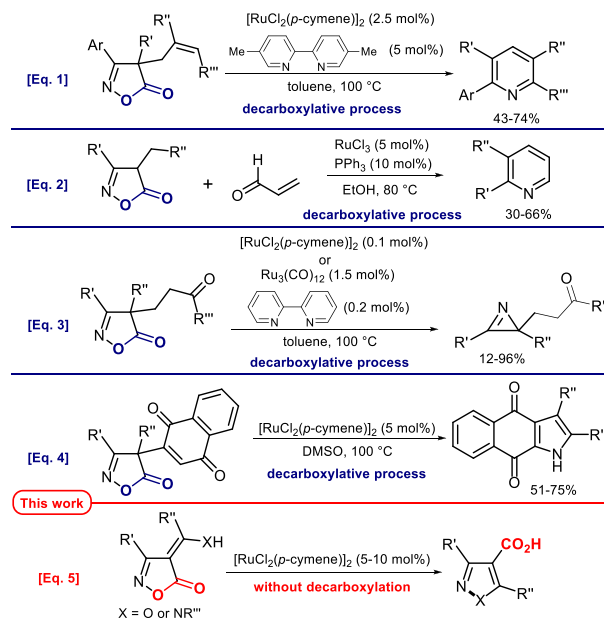 [Eq. 1]
Ar
R'
R''
R'''
N
O
O
[RuCl2(p-cymene)]2 (2.5 mol%)
Me
Me
N
N
(5 mol%)
toluene, 100 °C
decarboxylative process
R'
R''
Ar
N
R'''
43-74%
[Eq. 2]
R'
R''
N
O
O
+
H
O
RuCl3 (5 mol%)
PPh3 (10 mol%)
EtOH, 80 °C
decarboxylative process
R''
R'
N
30-66%
[Eq. 3]
R'
R''
O
R'''
N
O
O
[RuCl2(p-cymene)]2 (0.1 mol%)
or
Ru3(CO)12 (1.5 mol%)
N
N
(0.2 mol%)
toluene, 100 °C
decarboxylative process
N
R'
R''
O
R'
12-96%
[Eq. 4]
R'
R''
O
O
N
O
O
[RuCl2(p-cymene)]2 (5 mol%)
DMSO, 100 °C
decarboxylative process
O
O
R''
R'
NH
51-75%
This work
[Eq. 5]
R'
R''
XH
N
O
O
X = O or NR'''
[RuCl2(p-cymene)]2 (5-10 mol%)
without decarboxylation
R'
CO2H
N
X
R''